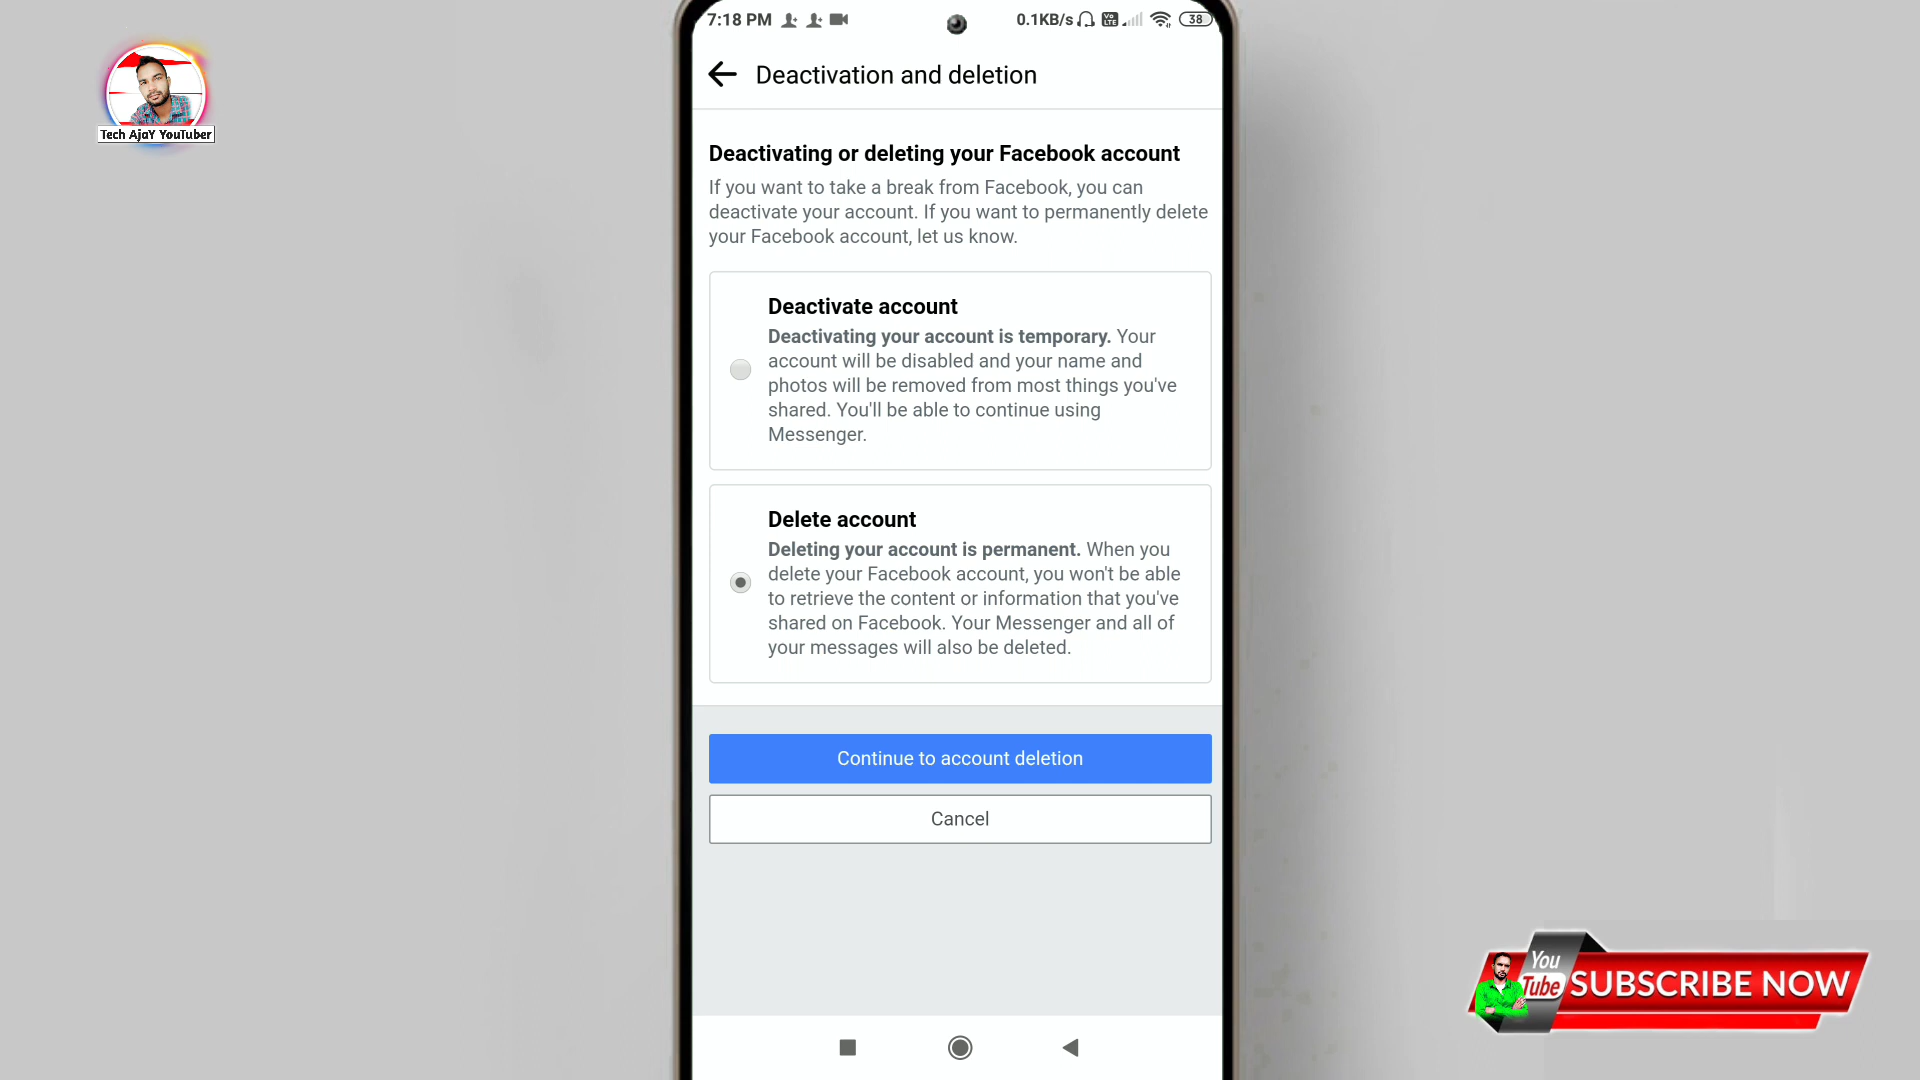 7:18 PM
0.1KB/s
Vo
LTE
38
Tech AjaY YouTuber
Deactivation and deletion
Deactivating or deleting your Facebook account
If you want to take a break from Facebook, you can
deactivate your account. If you want to permanently delete
your Facebook account, let us know.
Deactivate account
Deactivating your account is temporary. Your
account will be disabled and your name and
photos will be removed from most things you've
shared. You'll be able to continue using
Messenger.
Delete account
Deleting your account is permanent. When you
delete your Facebook account, you won't be able
to retrieve the content or information that you've
shared on Facebook. Your Messenger and all of
your messages will also be deleted.
Continue to account deletion
Cancel
You
Tube
SUBSCRIBE NOW